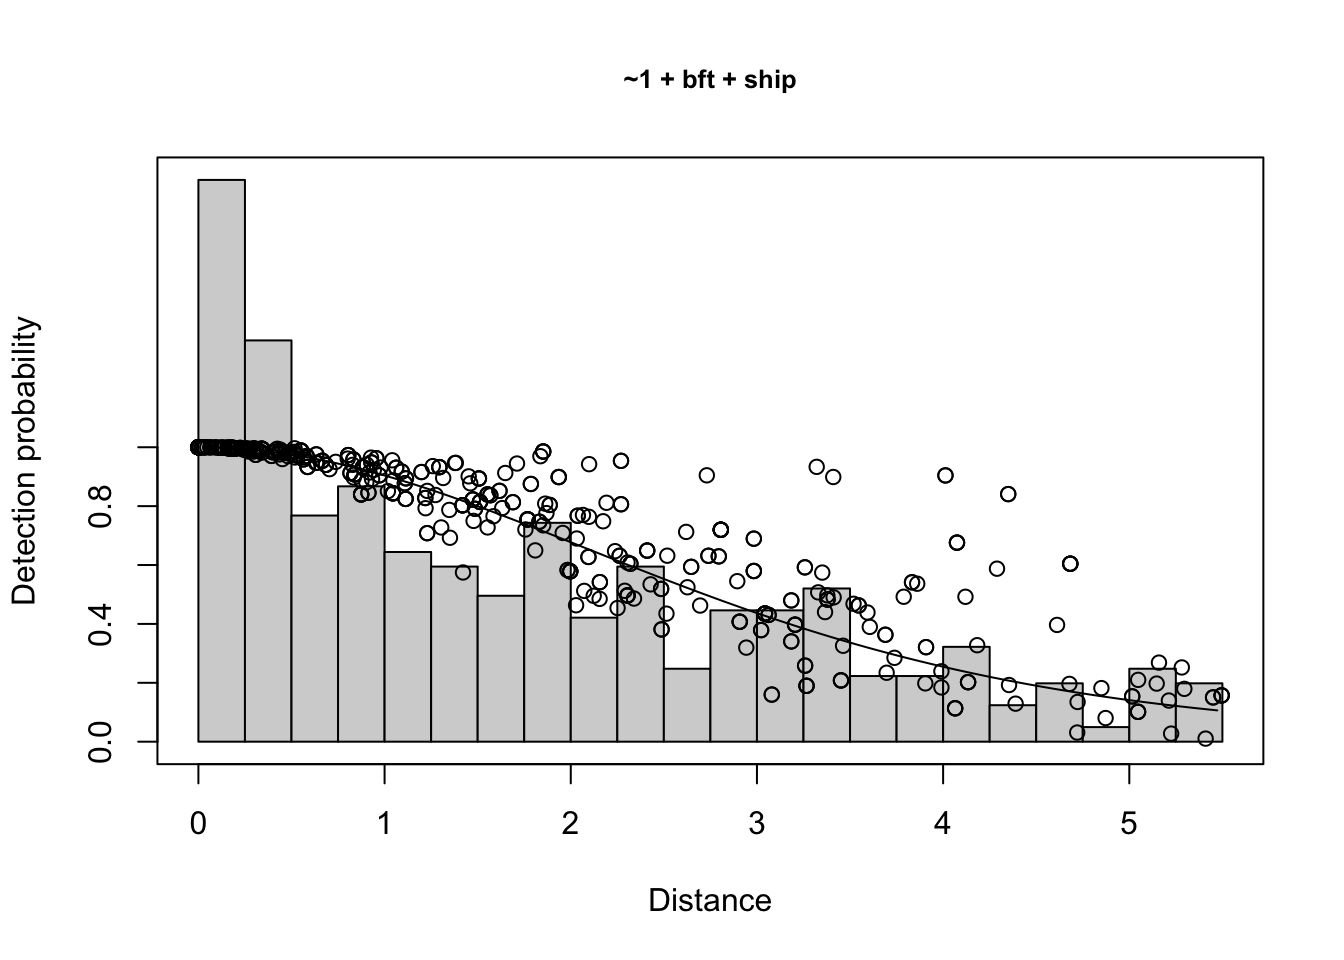 ~1 + bft + ship
Detection probability
0.8
0.4
0.0
0 1 2 3 4 5
Distance